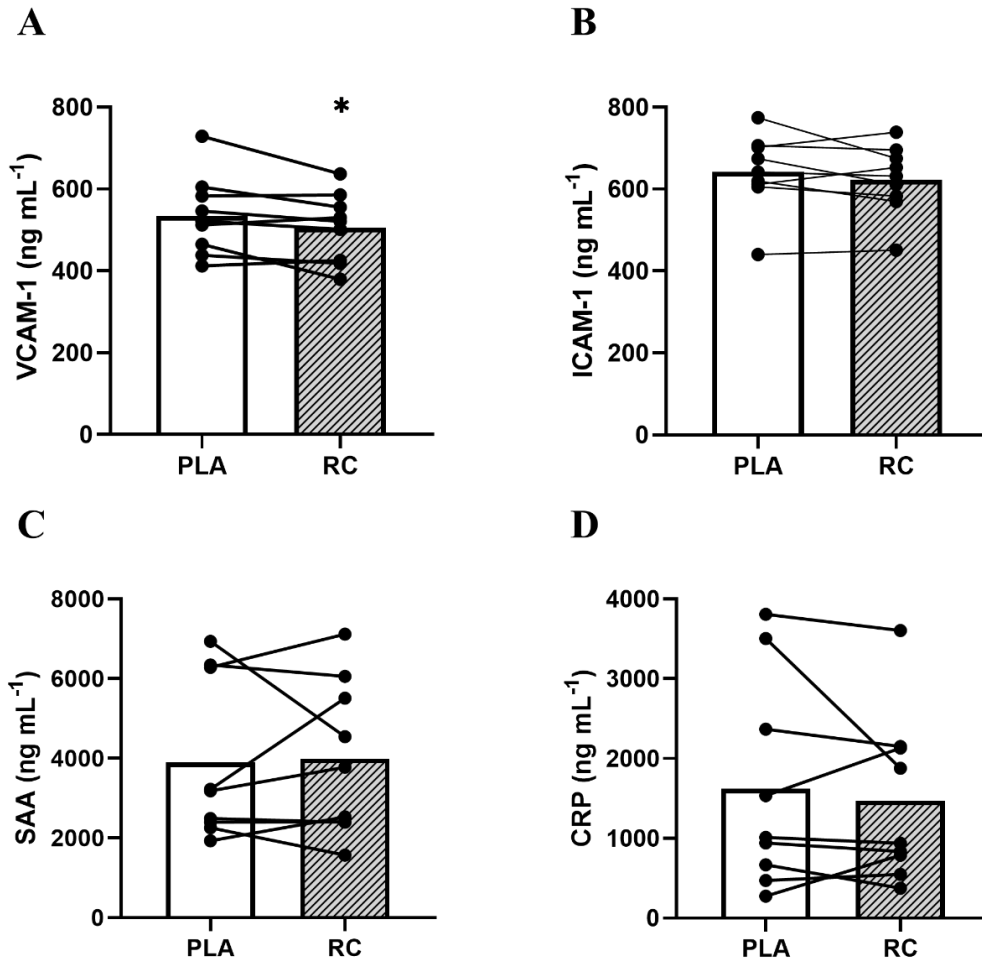 A
VCAM-1 (ng mL⁻¹)
800
600
400
200
0
*
PLA RC
B
ICAM-1 (ng mL⁻¹)
800
600
400
200
0
PLA RC
C
SAA (ng mL⁻¹)
8000
6000
4000
2000
0
PLA RC
D
CRP (ng mL⁻¹)
4000
3000
2000
1000
0
PLA RC